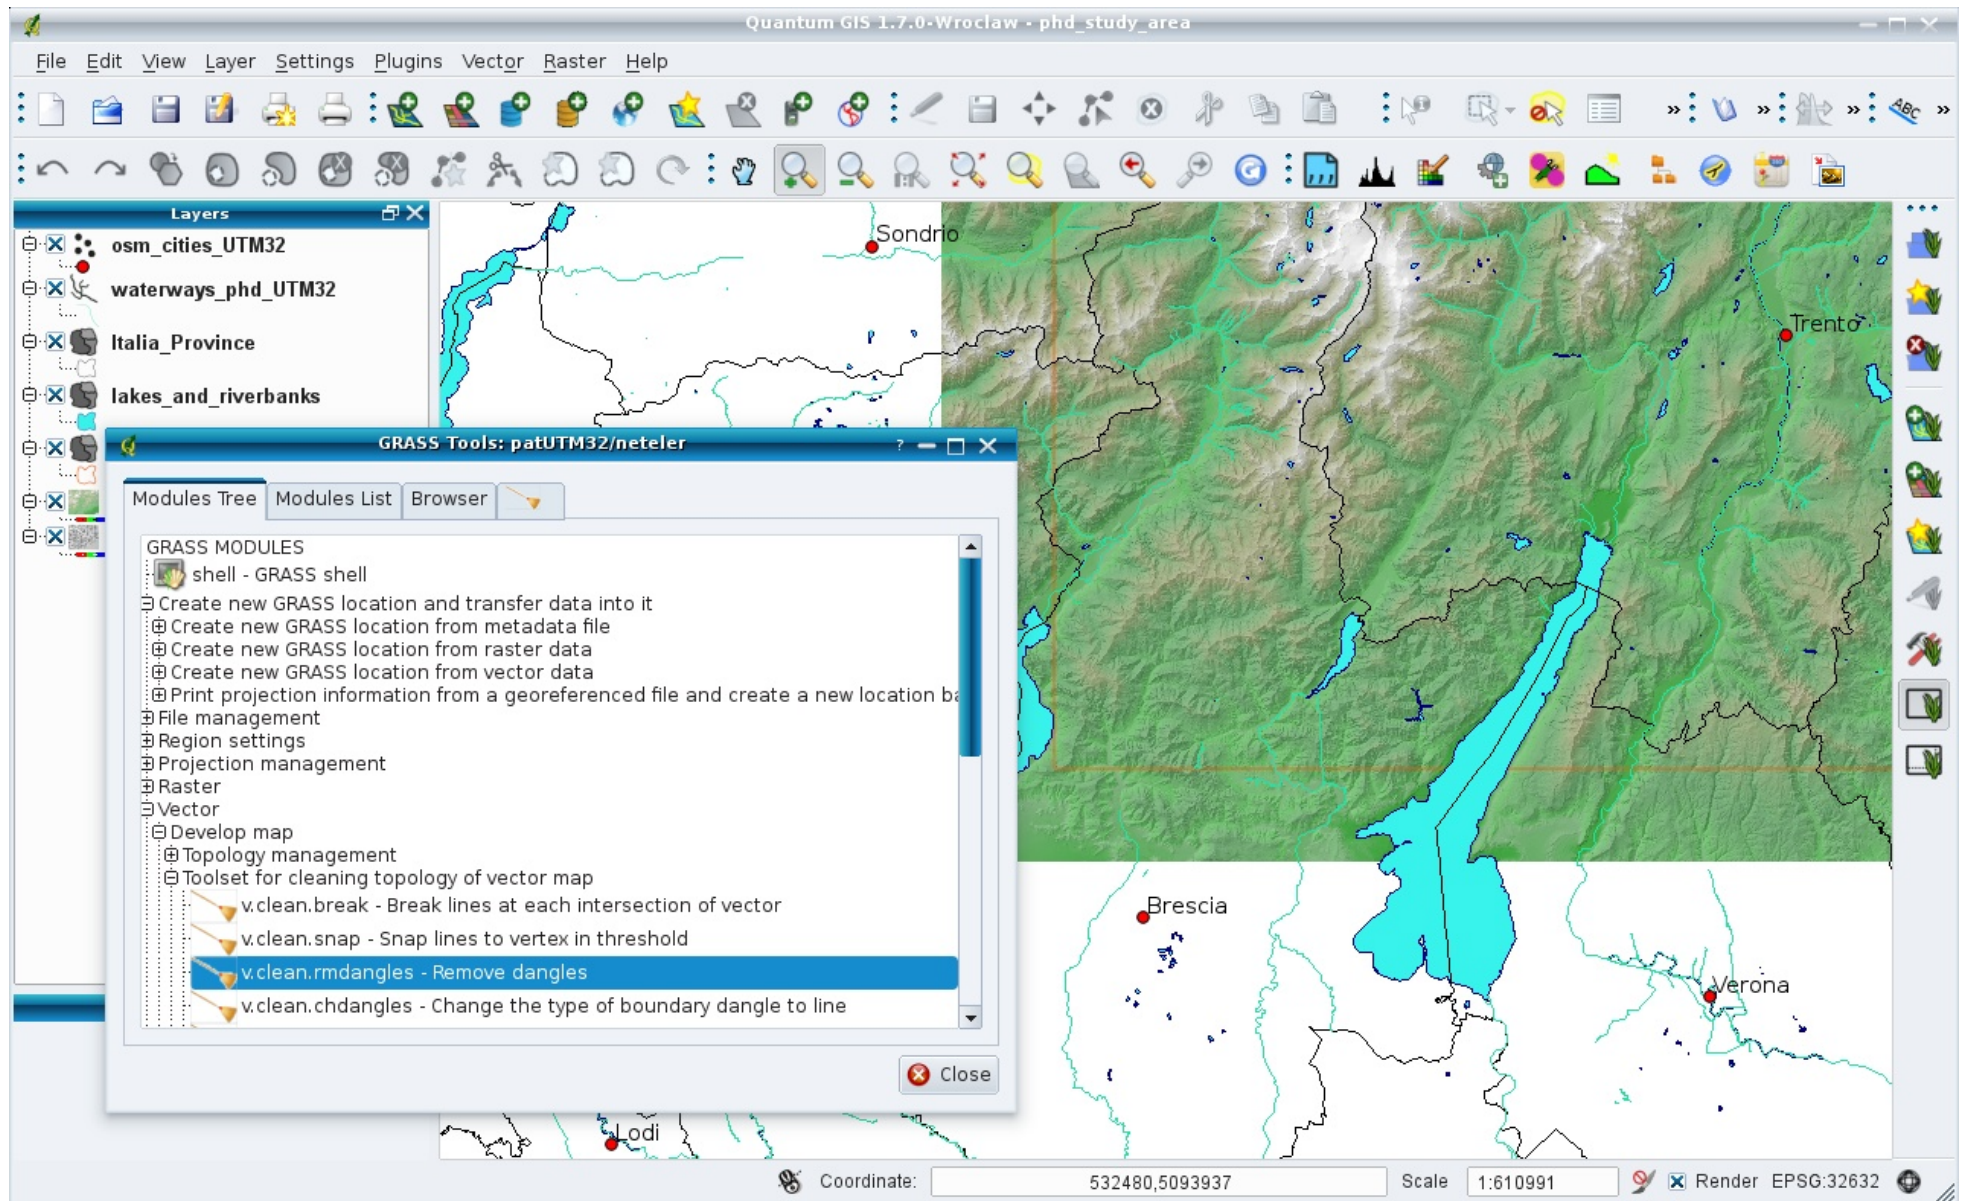 Quantum GIS 1.7.0-Wroclaw - phd_study_area
File Edit View Layer Settings Plugins Vector Raster Help
ABC
Layers
osm_cities_UTM32
waterways_phd_UTM32
Italia_Province
lakes_and_riverbanks
Sondrio
Trento
GRASS Tools: patUTM32/neteler
Modules Tree Modules List Browser
GRASS MODULES
shell - GRASS shell
Create new GRASS location and transfer data into it
Create new GRASS location from metadata file
Create new GRASS location from raster data
Create new GRASS location from vector data
Print projection information from a georeferenced file and create a new location ba
File management
Region settings
Projection management
Raster
Vector
Develop map
Topology management
Toolset for cleaning topology of vector map
v.clean.break - Break lines at each intersection of vector
v.clean.snap - Snap lines to vertex in threshold
v.clean.rmdangles - Remove dangles
v.clean.chdangles - Change the type of boundary dangle to line
Close
Brescia
Verona
Lodi
Coordinate: 532480,5093937 Scale 1:610991 Render EPSG:32632